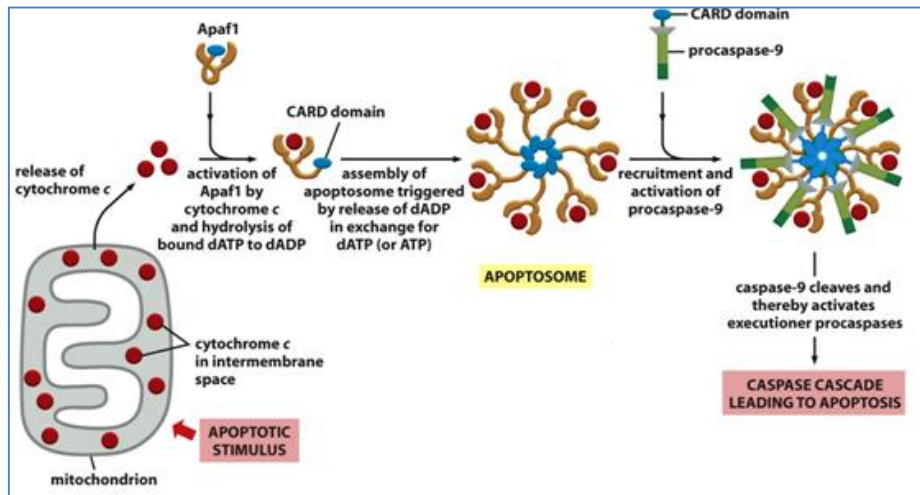 Apaf1
CARD domain
procaspase-9
CARD domain
release of
cytochrome c
activation of
Apaf1 by
cytochrome c
and hydrolysis of
bound dATP to dADP
assembly of
apoptosome triggered
by release of dADP
in exchange for
dATP (or ATP)
recruitment and
activation of
procaspase-9
APOPTOSOME
caspase-9 cleaves and
thereby activates
executioner procaspases
cytochrome c
in intermembrane
space
CASPASE CASCADE
LEADING TO APOPTOSIS
APOPTOTIC
STIMULUS
mitochondrion